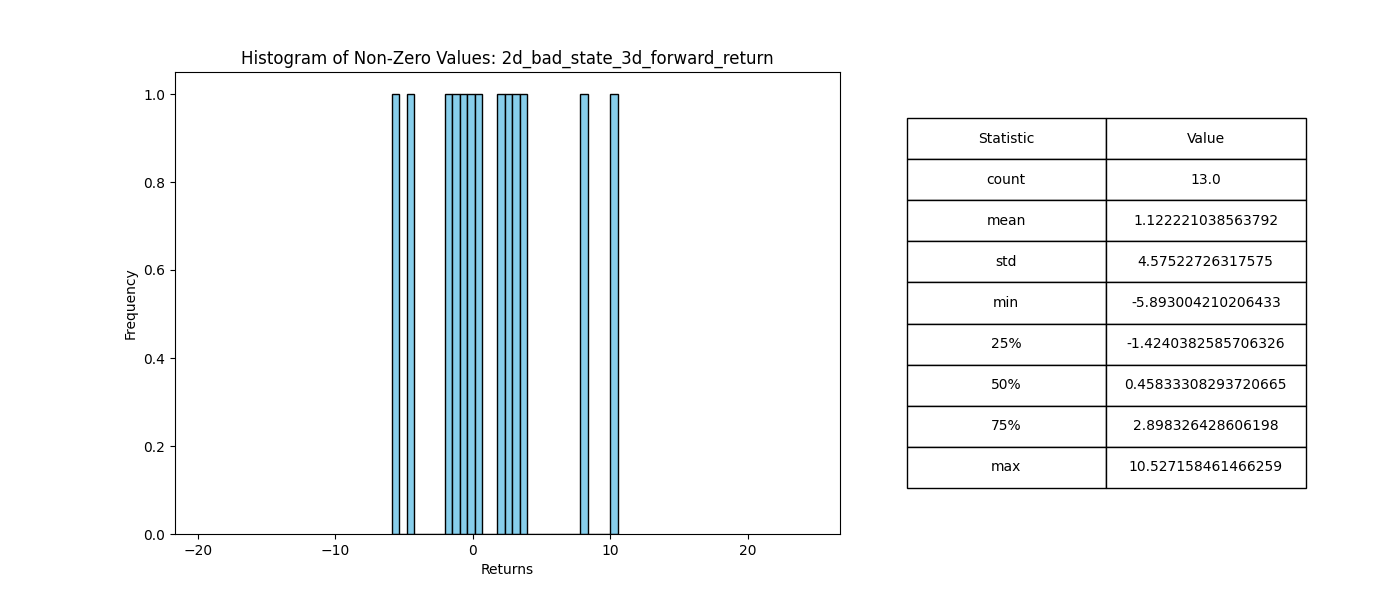 Histogram of Non-Zero Values: 2d_bad_state_3d_forward_return
1.0
0.8
0.6
0.4
0.2
0.0
Frequency
−20
−10
0
10
20
Returns
Statistic Value
count 13.0
mean 1.122221038563792
std 4.57522726317575
min -5.893004210206433
25% -1.4240382585706326
50% 0.45833308293720665
75% 2.898326428606198
max 10.527158461466259